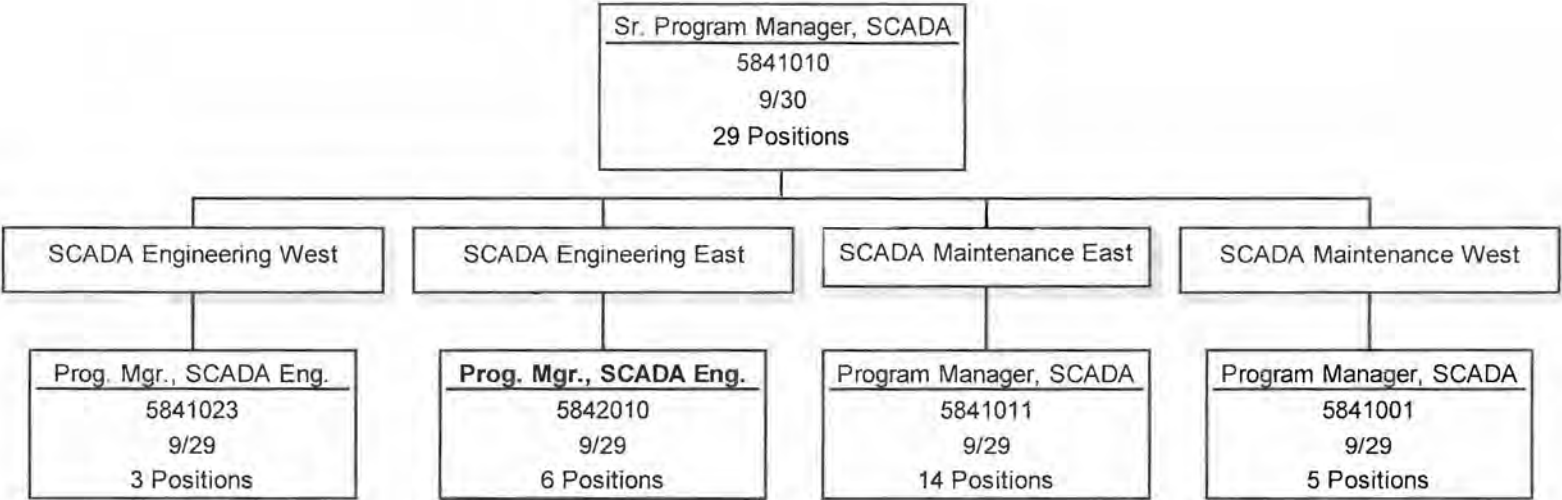 Sr. Program Manager, SCADA
5841010
9/30
29 Positions
SCADA Engineering West
SCADA Engineering East
SCADA Maintenance East
SCADA Maintenance West
Prog. Mgr., SCADA Eng.
5841023
9/29
3 Positions
Prog. Mgr., SCADA Eng.
5842010
9/29
6 Positions
Program Manager, SCADA
5841011
9/29
14 Positions
Program Manager, SCADA
5841001
9/29
5 Positions